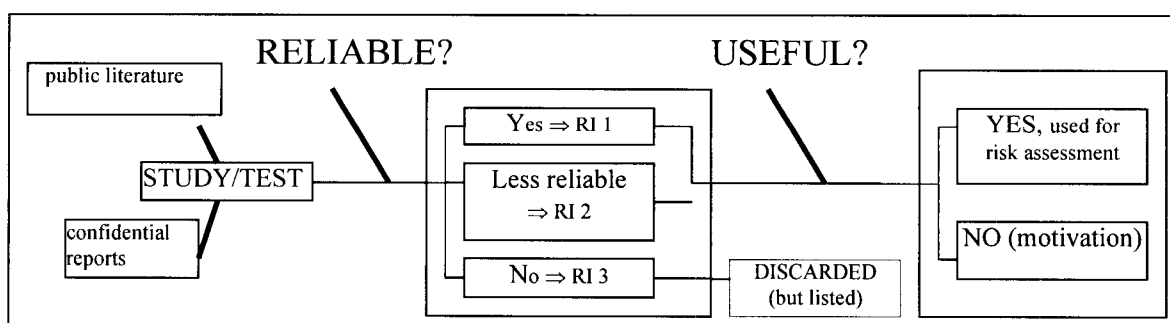 RELIABLE?
USEFUL?
public literature
STUDY/TEST
confidential
reports
Yes ⇒ RI 1
Less reliable
⇒ RI 2
No ⇒ RI 3
DISCARDED
(but listed)
YES, used for
risk assessment
NO (motivation)